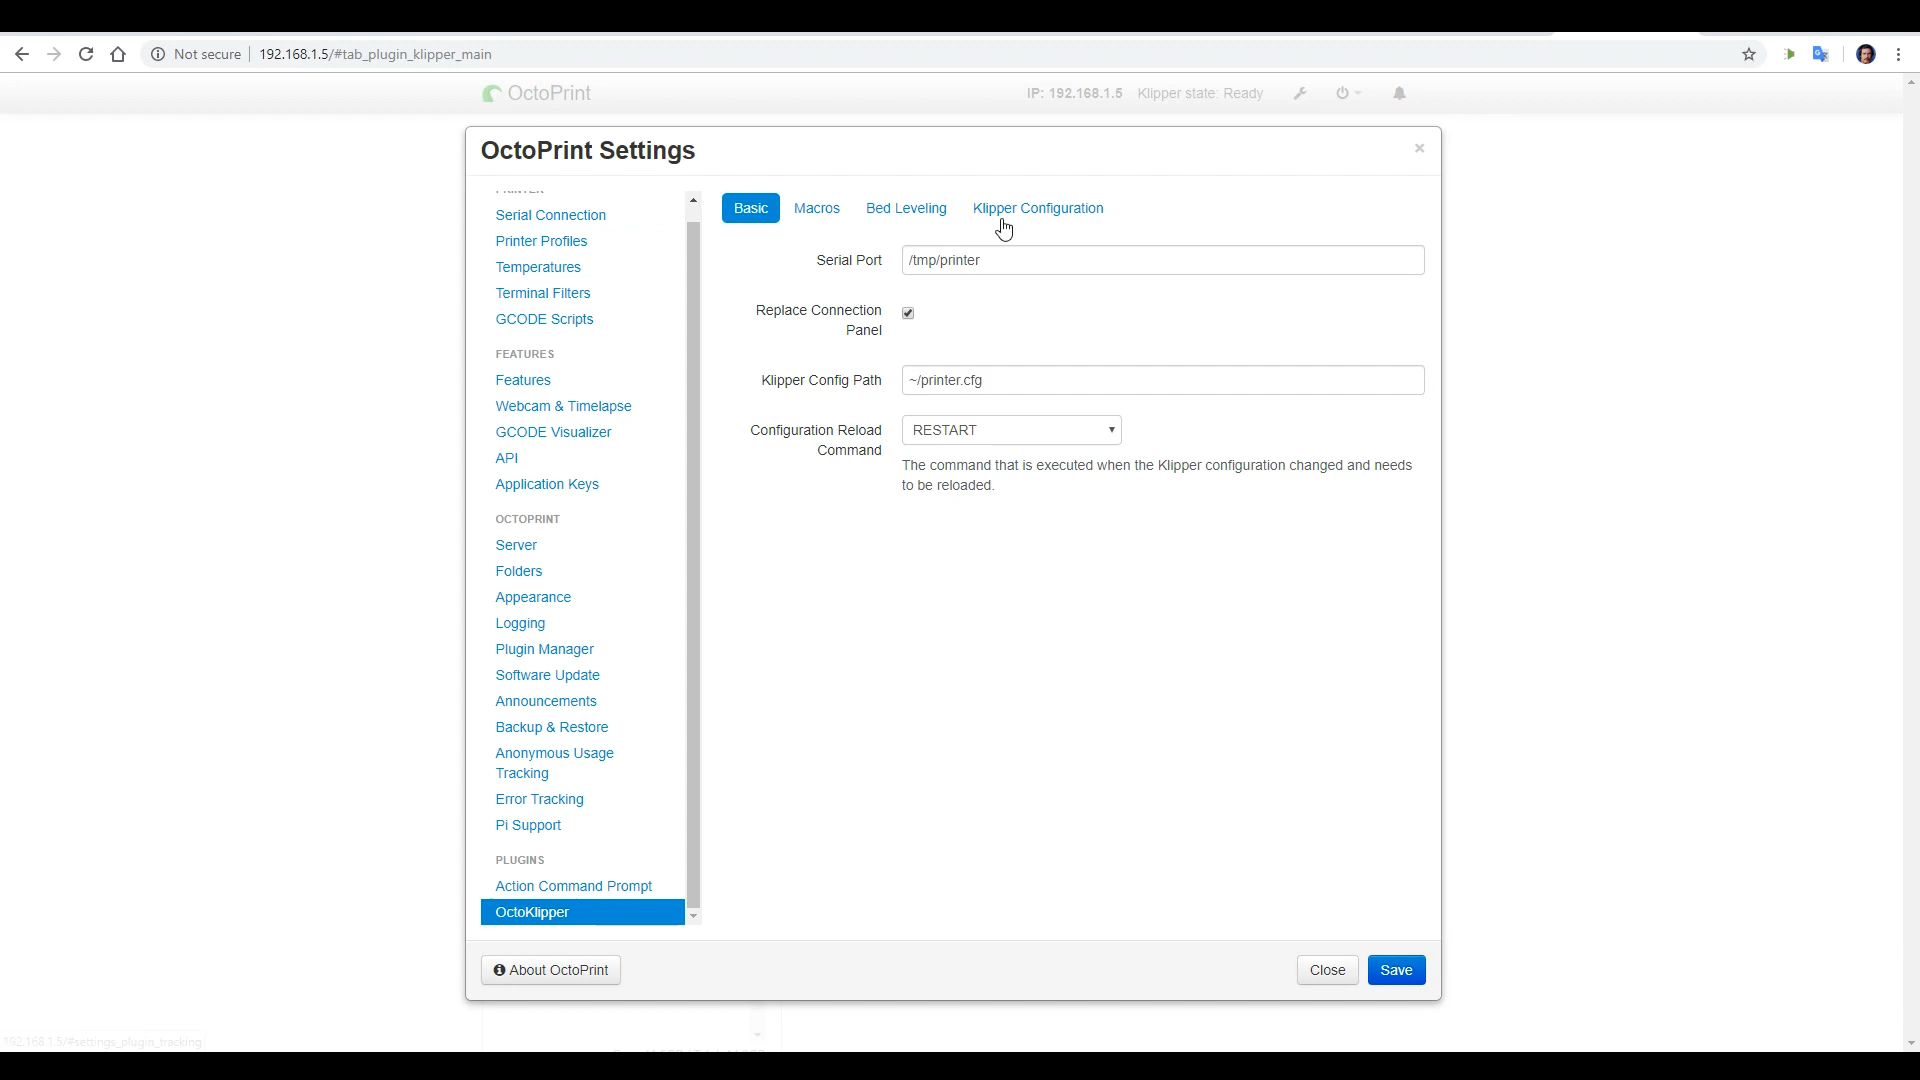 Not secure | 192.168.1.5/#tab_plugin_klipper_main
OctoPrint
IP: 192.168.1.5 Klipper state: Ready
OctoPrint Settings
×
Serial Connection
Printer Profiles
Temperatures
Terminal Filters
GCODE Scripts
FEATURES
Features
Webcam & Timelapse
GCODE Visualizer
API
Application Keys
OCTOPRINT
Server
Folders
Appearance
Logging
Plugin Manager
Software Update
Announcements
Backup & Restore
Anonymous Usage
Tracking
Error Tracking
Pi Support
PLUGINS
Action Command Prompt
OctoKlipper
Basic Macros Bed Leveling Klipper Configuration
Serial Port /tmp/printer
Replace Connection
Panel
Klipper Config Path ~/printer.cfg
Configuration Reload
Command
RESTART
The command that is executed when the Klipper configuration changed and needs
to be reloaded.
About OctoPrint
Close Save
192.168.1.5/#settings_plugin_tracking